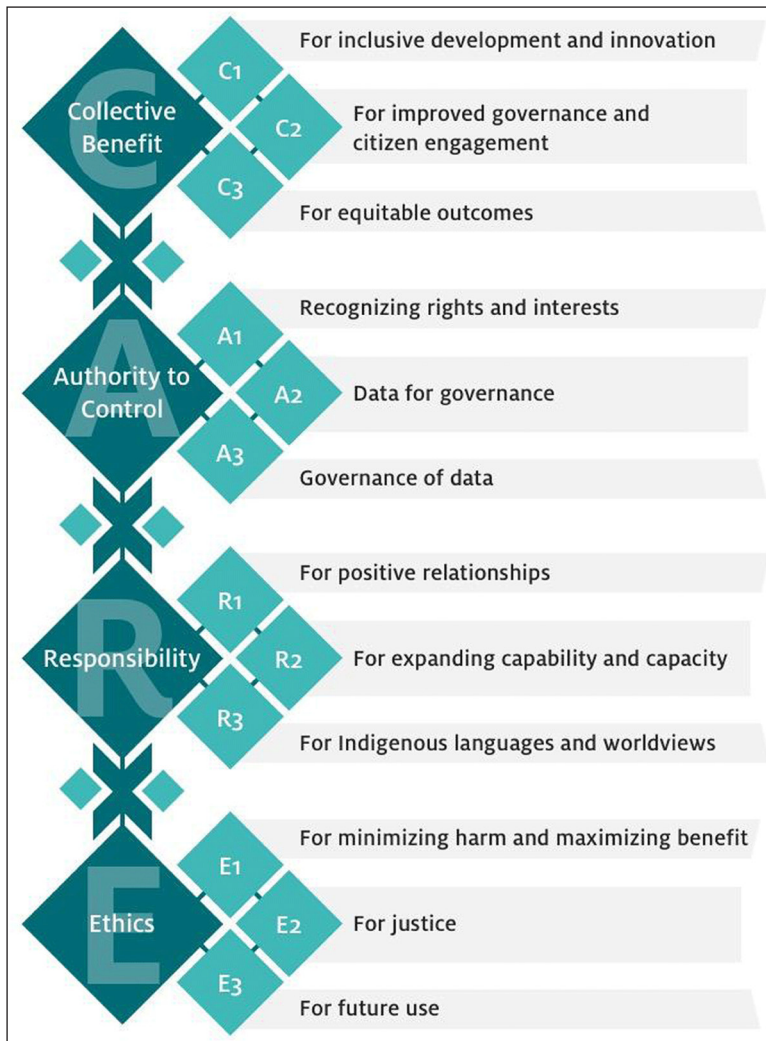 C
Collective
Benefit
C1
For inclusive development and innovation
C2
For improved governance and
citizen engagement
C3
For equitable outcomes
A
Authority to
Control
A1
Recognizing rights and interests
A2
Data for governance
A3
Governance of data
R
Responsibility
R1
For positive relationships
R2
For expanding capability and capacity
R3
For Indigenous languages and worldviews
E
Ethics
E1
For minimizing harm and maximizing benefit
E2
For justice
E3
For future use